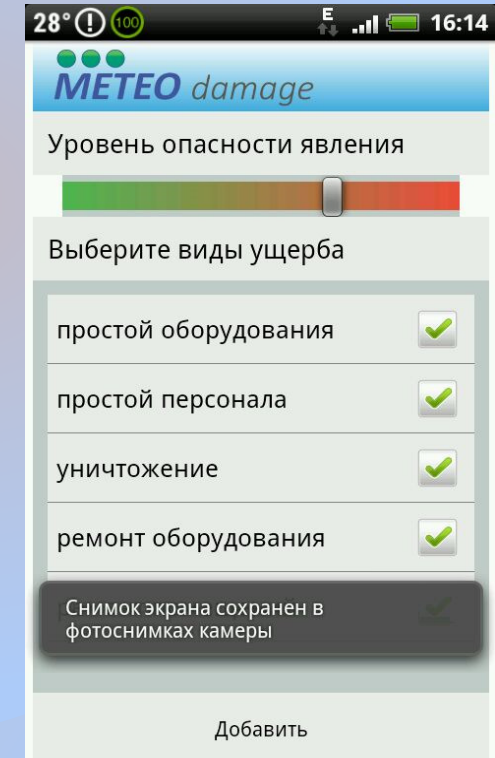 28° 100 E 16:14
METEO damage
Уровень опасности явления
Выберите виды ущерба
простой оборудования
простой персонала
уничтожение
ремонт оборудования
Снимок экрана сохранен в
фотоснимках камеры
Добавить